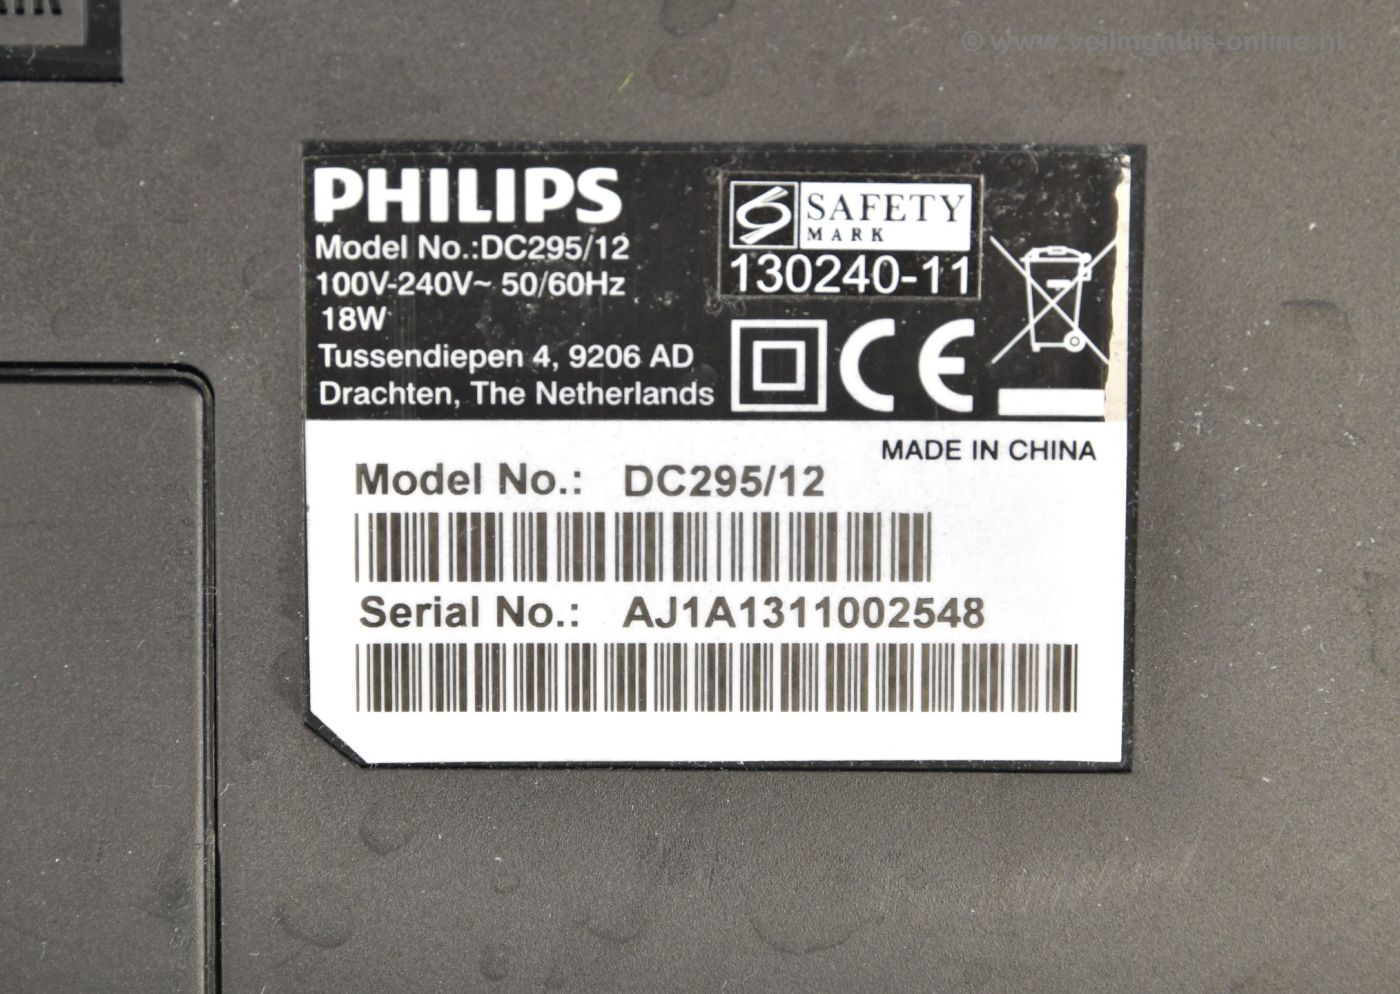 © www.veilinghuis-online.nl
PHILIPS
Model No.:DC295/12
100V-240V~ 50/60Hz
18W
Tussendiepen 4, 9206 AD
Drachten, The Netherlands
SAFETY
MARK
130240-11
CE
MADE IN CHINA
Model No.: DC295/12
Serial No.: AJ1A1311002548